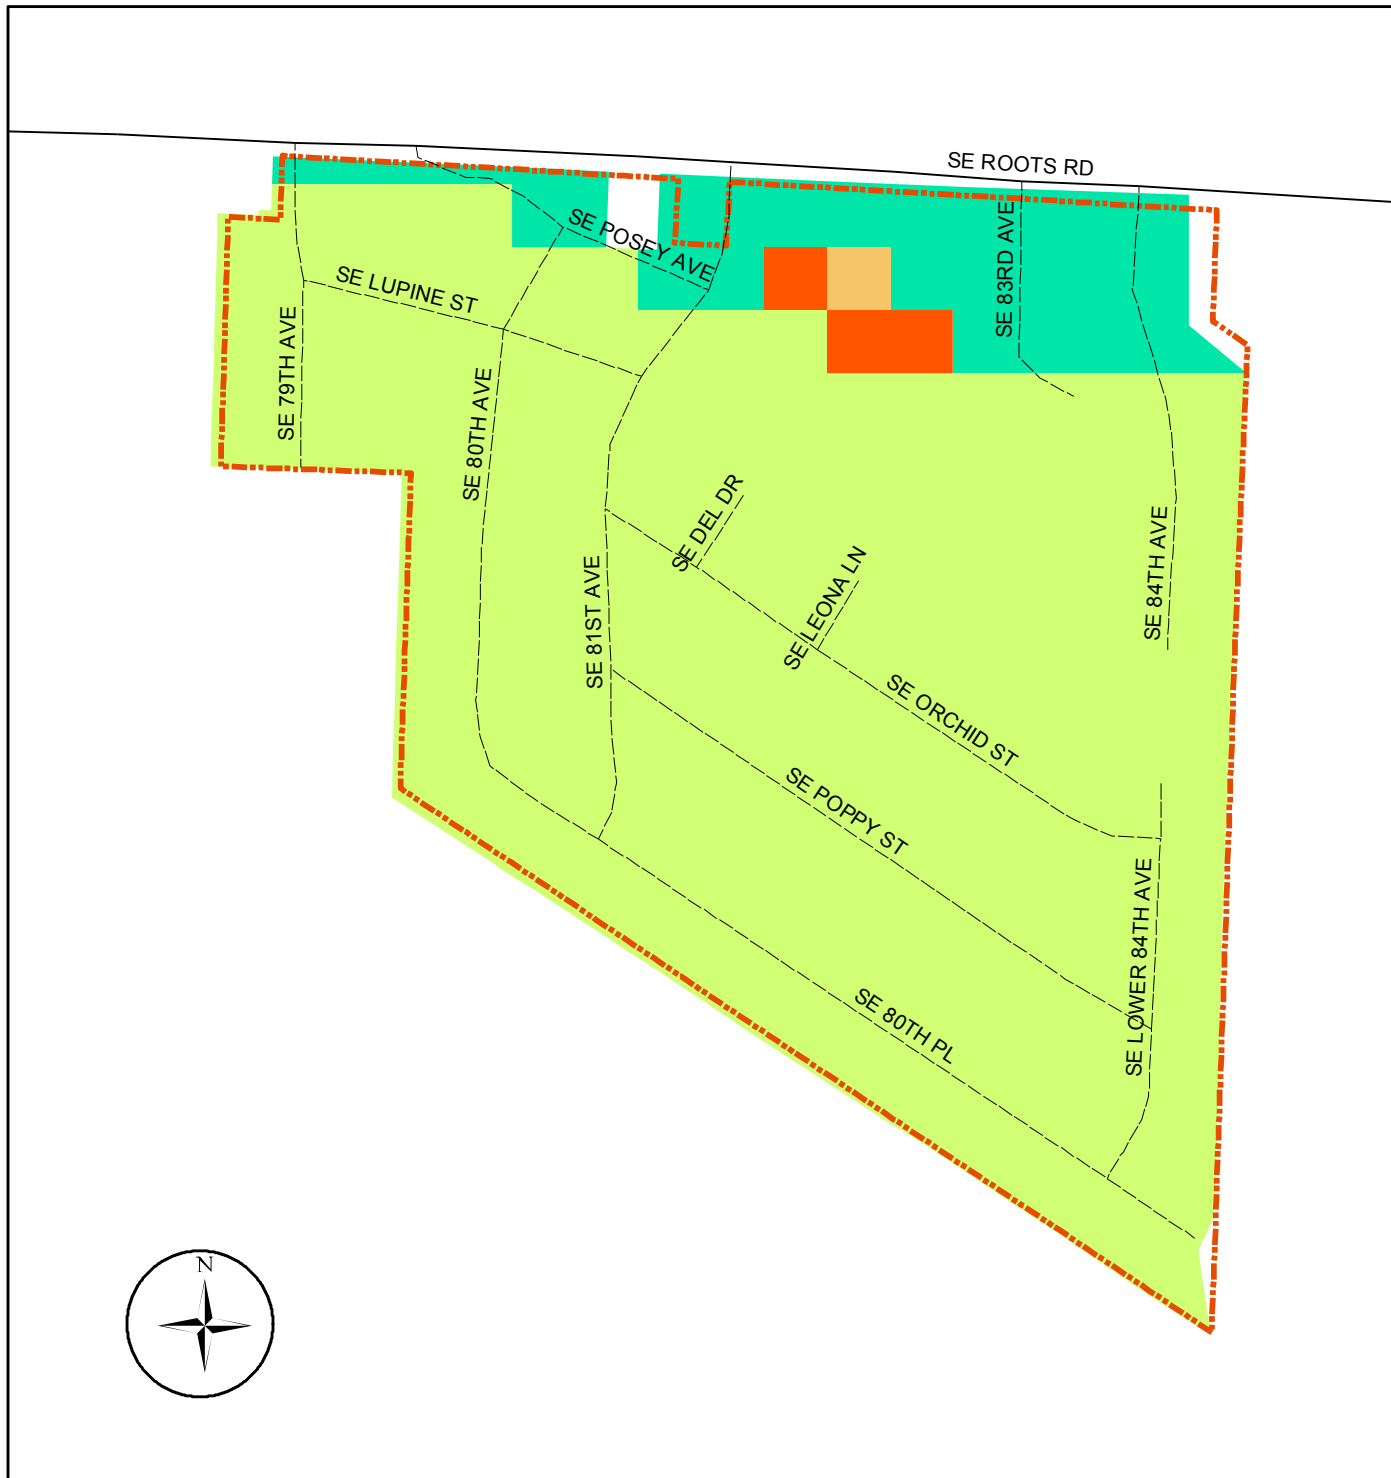 SE ROOTS RD
SE POSEY AVE
SE 83RD AVE
SE LUPINE ST
SE 79TH AVE
SE 80TH AVE
SE DEL DR
SE LEONA LN
SE 84TH AVE
SE 81ST AVE
SE ORCHID ST
SE POPPY ST
SE LOWER 84TH AVE
SE 80TH PL
N